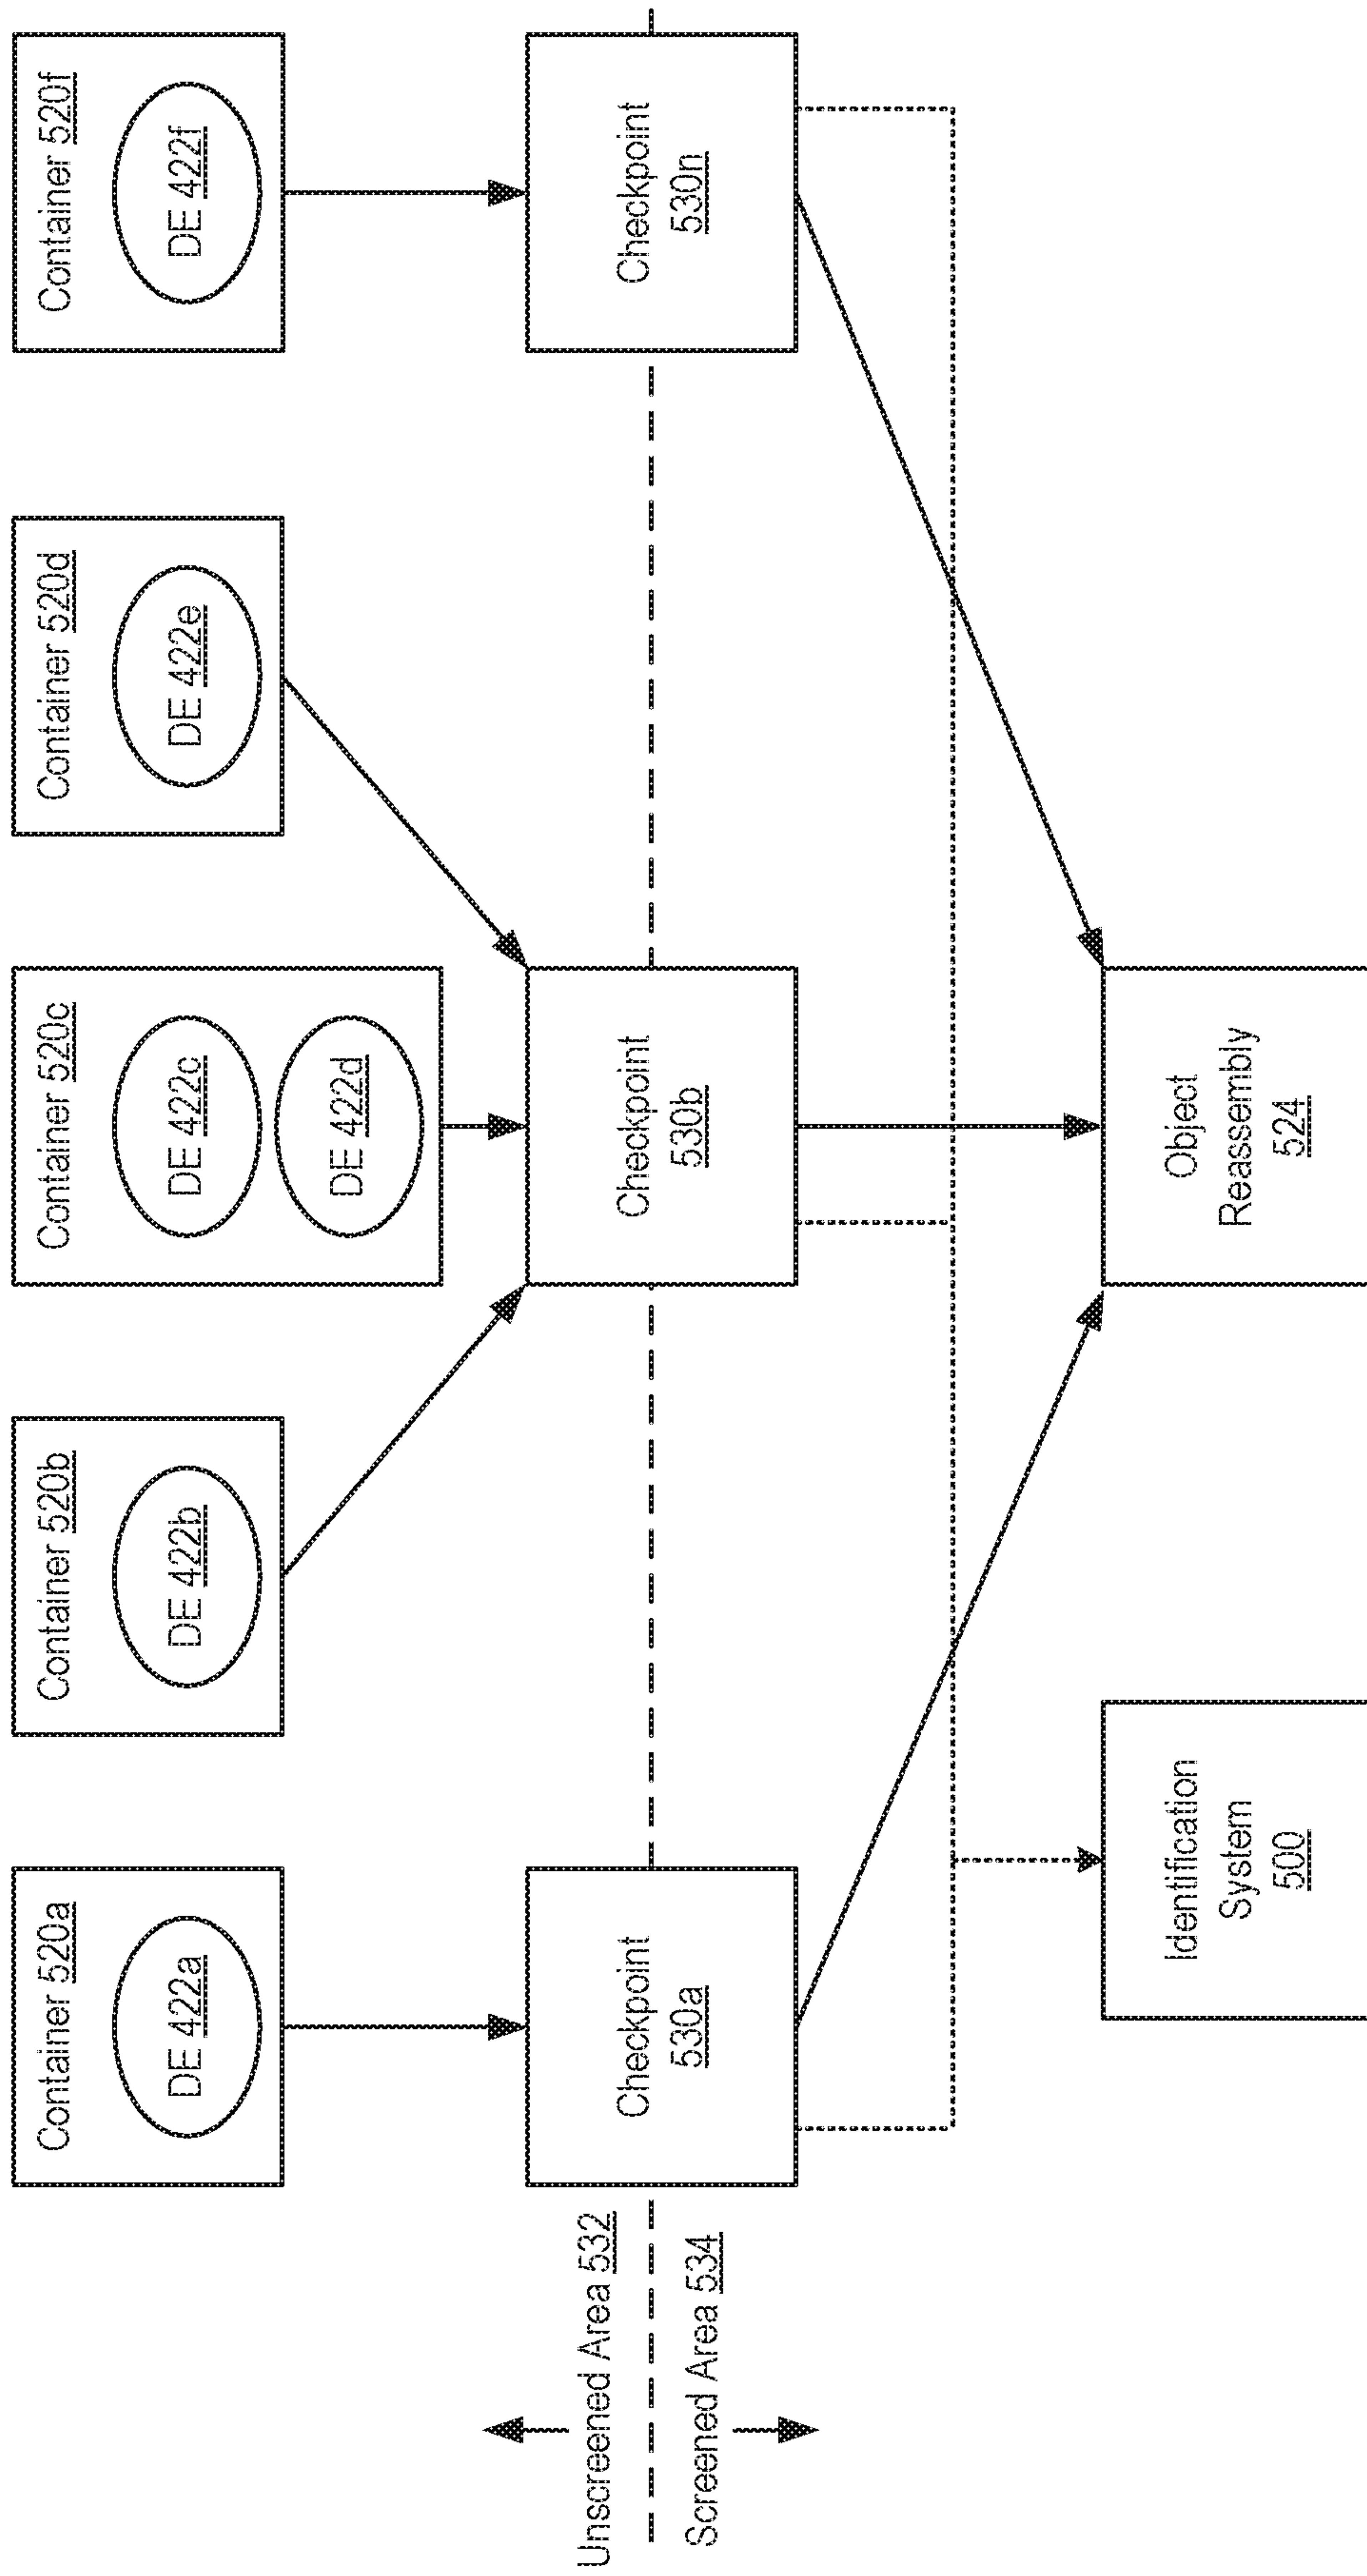 Container 520a
DE 422a
Container 520b
DE 422b
Container 520c
DE 422c
DE 422d
Container 520d
DE 422e
Container 520f
DE 422f
Unscreened Area 532
Screened Area 534
Checkpoint
530a
Checkpoint
530b
Checkpoint
530n
Identification
System
500
Object
Reassembly
524